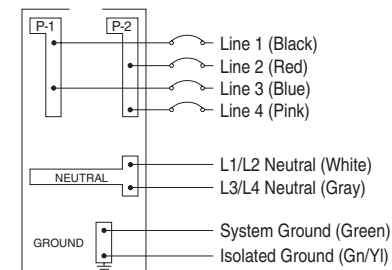 P-1
P-2
Line 1 (Black)
Line 2 (Red)
Line 3 (Blue)
Line 4 (Pink)
NEUTRAL
L1/L2 Neutral (White)
L3/L4 Neutral (Gray)
GROUND
System Ground (Green)
Isolated Ground (Gn/Yl)